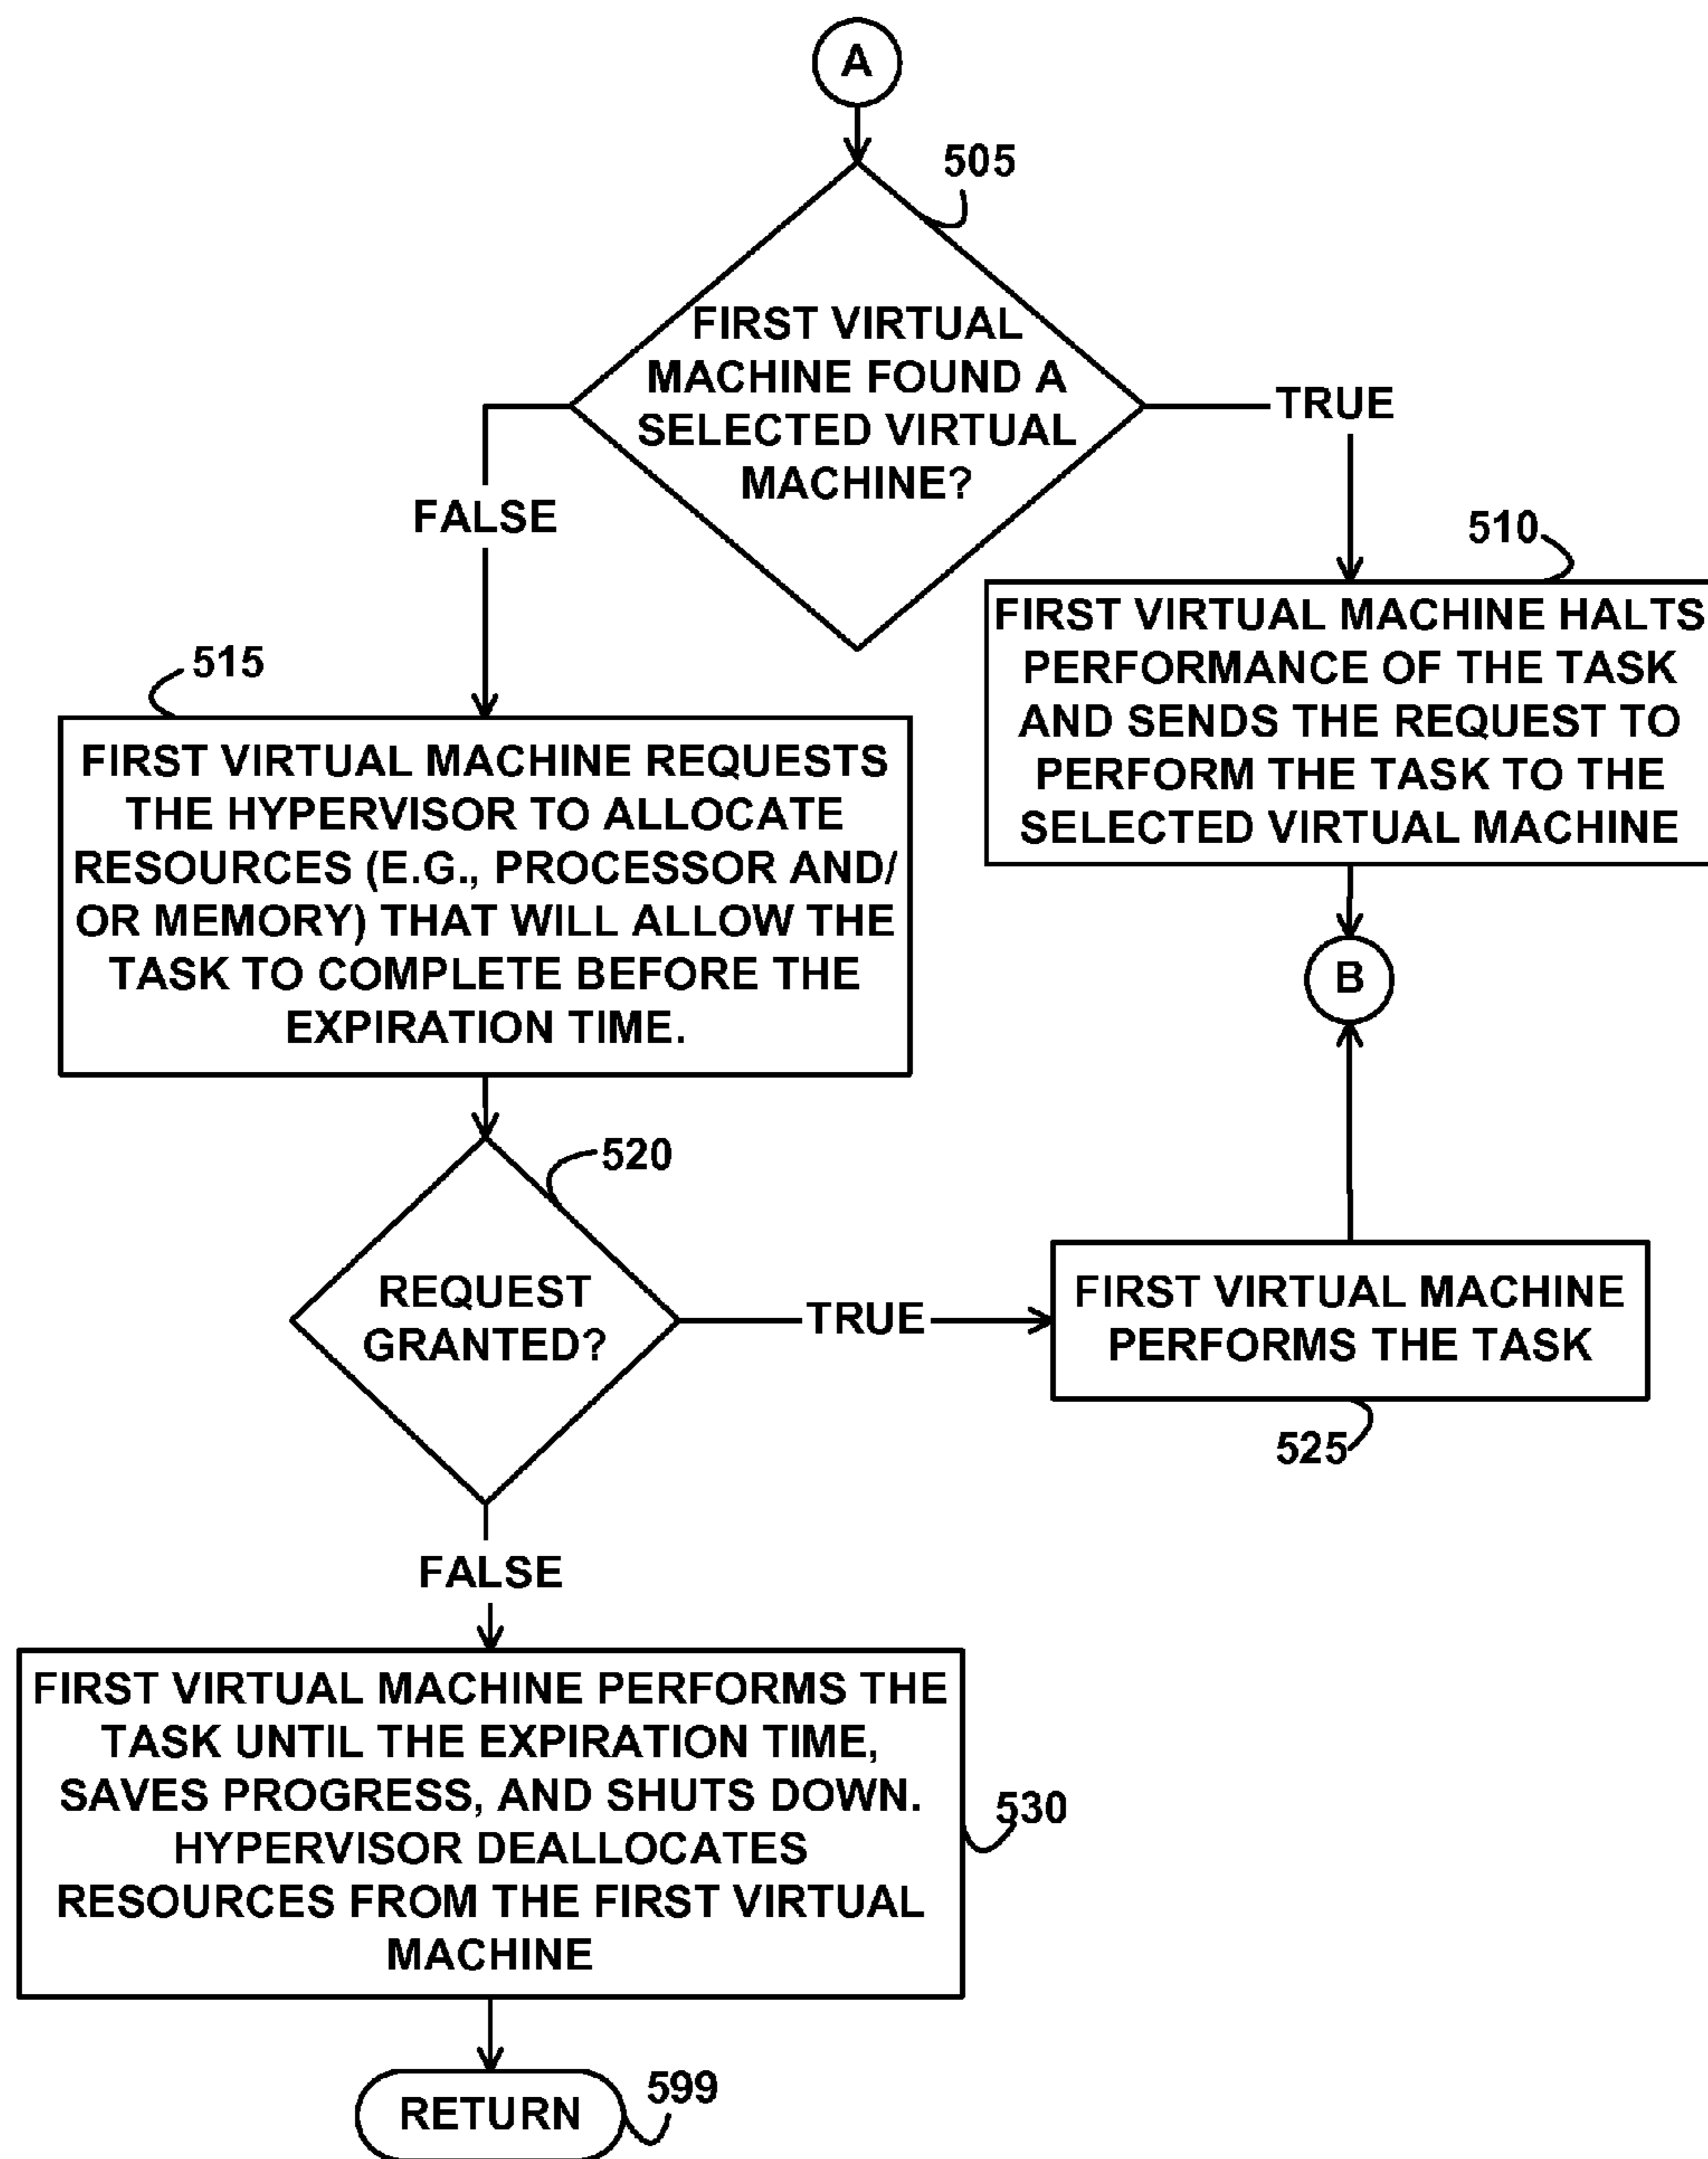 A
505
FIRST VIRTUAL
MACHINE FOUND A
SELECTED VIRTUAL
MACHINE?
TRUE
FALSE
510
FIRST VIRTUAL MACHINE HALTS
PERFORMANCE OF THE TASK
AND SENDS THE REQUEST TO
PERFORM THE TASK TO THE
SELECTED VIRTUAL MACHINE
515
FIRST VIRTUAL MACHINE REQUESTS
THE HYPERVISOR TO ALLOCATE
RESOURCES (E.G., PROCESSOR AND/
OR MEMORY) THAT WILL ALLOW THE
TASK TO COMPLETE BEFORE THE
EXPIRATION TIME.
B
520
REQUEST
GRANTED?
TRUE
FIRST VIRTUAL MACHINE
PERFORMS THE TASK
525
FALSE
FIRST VIRTUAL MACHINE PERFORMS THE
TASK UNTIL THE EXPIRATION TIME,
SAVES PROGRESS, AND SHUTS DOWN.
HYPERVISOR DEALLOCATES
RESOURCES FROM THE FIRST VIRTUAL
MACHINE
530
RETURN
599